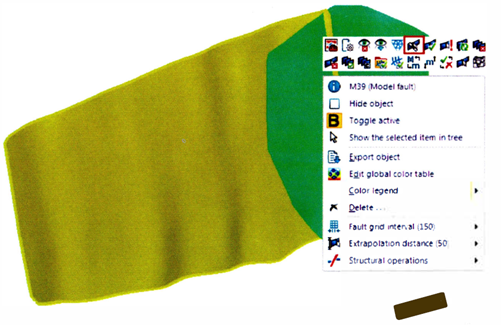 M39 (Model fault)
Hide object
B Toggle active
Show the selected item in tree
Export object
Edit global color table
Color legend
Delete ...
Fault grid interval (150)
Extrapolation distance (50)
Structural operations